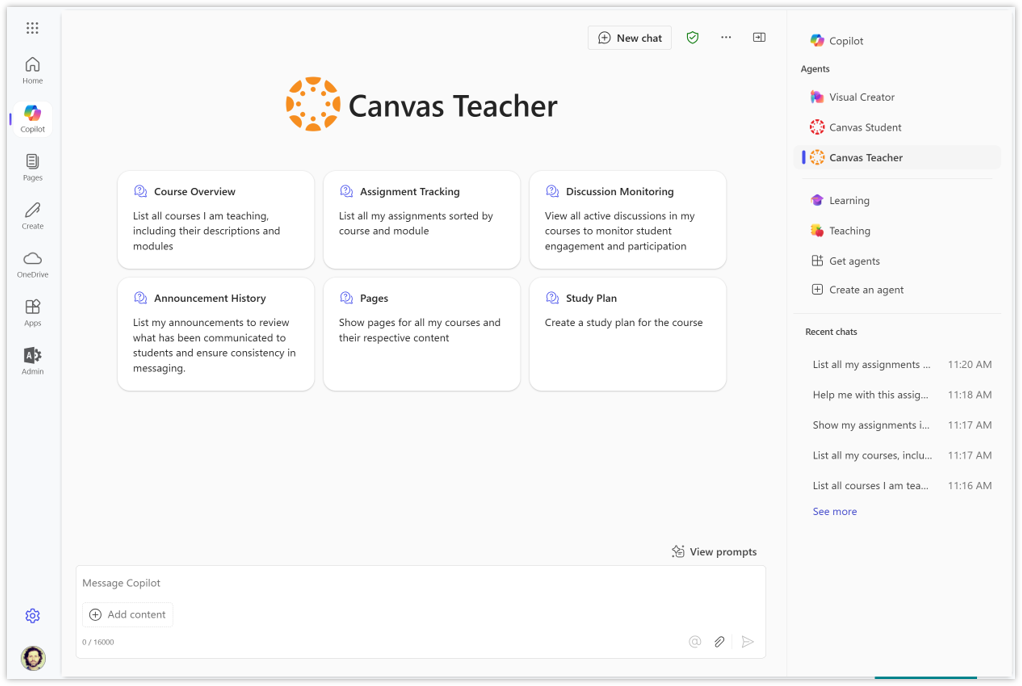 Home
Copilot
Pages
Create
OneDrive
Apps
Admin
New chat
Canvas Teacher
Course Overview
List all courses I am teaching,
including their descriptions and
modules
Assignment Tracking
List all my assignments sorted by
course and module
Discussion Monitoring
View all active discussions in my
courses to monitor student
engagement and participation
Announcement History
List my announcements to review
what has been communicated to
students and ensure consistency in
messaging.
Pages
Show pages for all my courses and
their respective content
Study Plan
Create a study plan for the course
View prompts
Message Copilot
Add content
0 / 16000
Copilot
Agents
Visual Creator
Canvas Student
Canvas Teacher
Learning
Teaching
Get agents
Create an agent
Recent chats
List all my assignments ... 11:20 AM
Help me with this assig... 11:18 AM
Show my assignments i... 11:17 AM
List all my courses, inclu... 11:17 AM
List all courses I am tea... 11:16 AM
See more